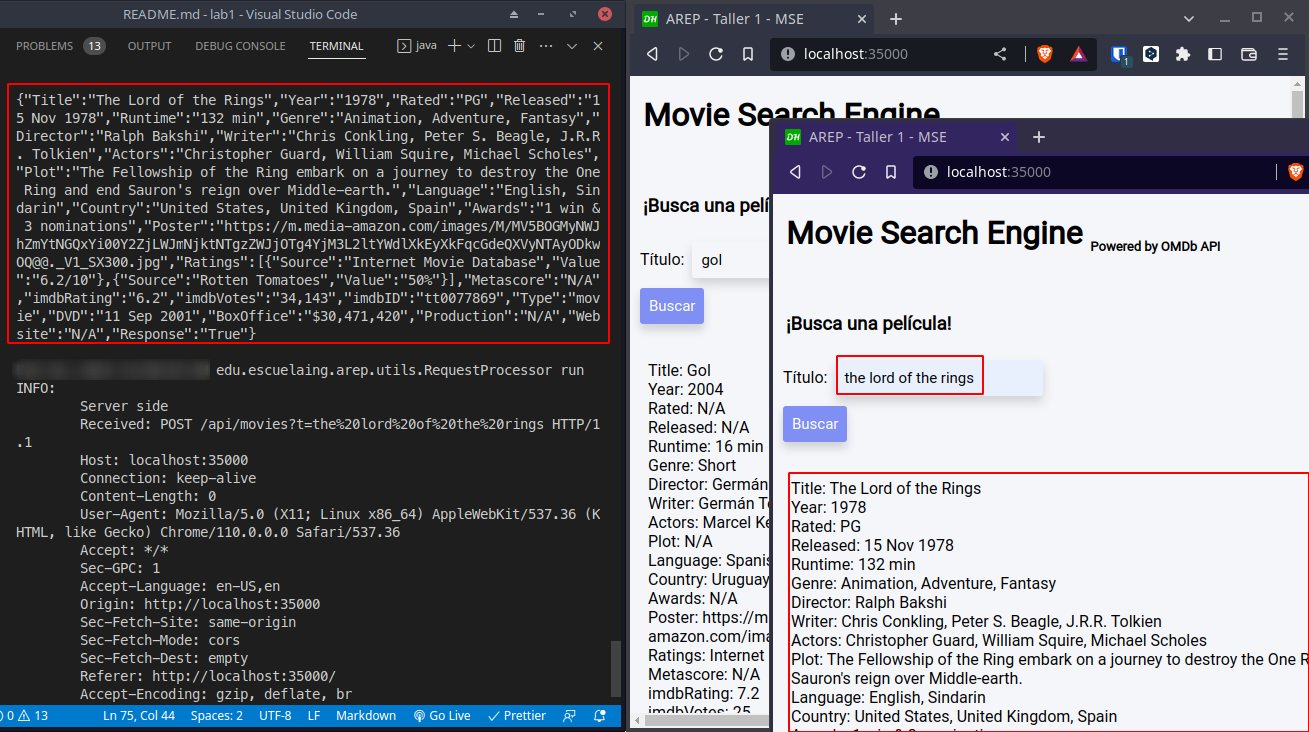 README.md - lab1 - Visual Studio Code
PROBLEMS 13 OUTPUT DEBUG CONSOLE TERMINAL java
{"Title":"The Lord of the Rings","Year":"1978","Rated":"PG","Released":"1
5 Nov 1978","Runtime":"132 min","Genre":"Animation, Adventure, Fantasy","
Director":"Ralph Bakshi","Writer":"Chris Conkling, Peter S. Beagle, J.R.R
. Tolkien","Actors":"Christopher Guard, William Squire, Michael Scholes",
"Plot":"The Fellowship of the Ring embark on a journey to destroy the One
Ring and end Sauron's reign over Middle-earth.","Language":"English, Sin
darin","Country":"United States, United Kingdom, Spain","Awards":"1 win &
3 nominations","Poster":"https://m.media-amazon.com/images/M/MV5BOGMyNWJ
hZmYtNGQxYi00Y2ZjLWJmNjktNTgzZWJjOTg4YjM3L2ltYWdlXkEyXkFqcGdeQXVyNTAyODkw
OQ@@._V1_SX300.jpg","Ratings":[{"Source":"Internet Movie Database","Value
":"6.2/10"},{"Source":"Rotten Tomatoes","Value":"50%"}],"Metascore":"N/A"
,"imdbRating":"6.2","imdbVotes":"34,143","imdbID":"tt0077869","Type":"mov
ie","DVD":"11 Sep 2001","BoxOffice":"$30,471,420","Production":"N/A","Web
site":"N/A","Response":"True"}
edu.escuelaing.arep.utils.RequestProcessor run
INFO:
Server side
Received: POST /api/movies?t=the%20lord%20of%20the%20rings HTTP/1
.1
Host: localhost:35000
Connection: keep-alive
Content-Length: 0
User-Agent: Mozilla/5.0 (X11; Linux x86_64) AppleWebKit/537.36 (K
HTML, like Gecko) Chrome/110.0.0.0 Safari/537.36
Accept: */*
Sec-GPC: 1
Accept-Language: en-US,en
Origin: http://localhost:35000
Sec-Fetch-Site: same-origin
Sec-Fetch-Mode: cors
Sec-Fetch-Dest: empty
Referer: http://localhost:35000/
Accept-Encoding: gzip, deflate, br
0 13 Ln 75, Col 44 Spaces: 2 UTF-8 LF Markdown Go Live Prettier
DH AREP - Taller 1 - MSE
localhost:35000
1
Movie Search Engine
¡Busca una pelí
Título: gol
Buscar
Title: Gol
Year: 2004
Rated: N/A
Released: N/A
Runtime: 16 min
Genre: Short
Director: Germán
Writer: Germán T
Actors: Marcel Ke
Plot: N/A
Language: Spanis
Country: Uruguay
Awards: N/A
Poster: https://m
amazon.com/ima
Ratings: Internet
Metascore: N/A
imdbRating: 7.2
imdbVotes: 25
DH AREP - Taller 1 - MSE
localhost:35000
Movie Search Engine Powered by OMDb API
¡Busca una película!
Título: the lord of the rings
Buscar
Title: The Lord of the Rings
Year: 1978
Rated: PG
Released: 15 Nov 1978
Runtime: 132 min
Genre: Animation, Adventure, Fantasy
Director: Ralph Bakshi
Writer: Chris Conkling, Peter S. Beagle, J.R.R. Tolkien
Actors: Christopher Guard, William Squire, Michael Scholes
Plot: The Fellowship of the Ring embark on a journey to destroy the One R
Sauron's reign over Middle-earth.
Language: English, Sindarin
Country: United States, United Kingdom, Spain